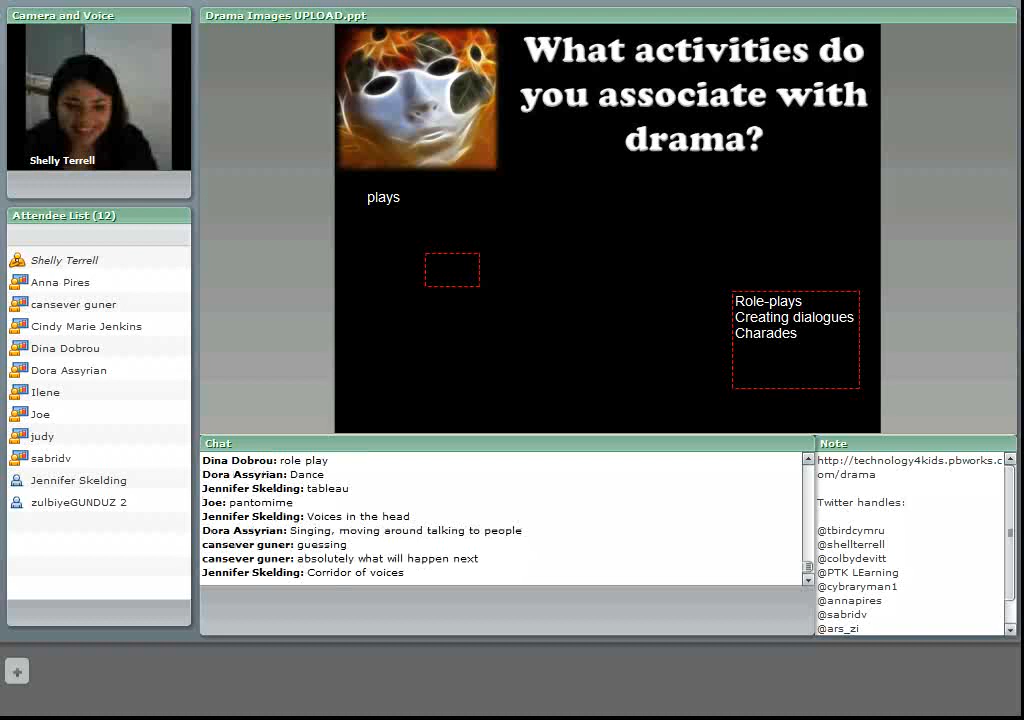 Camera and Voice
Shelly Terrell
Attendee List (12)
Shelly Terrell
Anna Pires
cansever guner
Cindy Marie Jenkins
Dina Dobrou
Dora Assyrian
Ilene
Joe
judy
sabridv
Jennifer Skelding
zulbiyeGUNDUZ 2
Drama Images UPLOAD.ppt
What activities do
you associate with
drama?
plays
Role-plays
Creating dialogues
Charades
Chat
Dina Dobrou: role play
Dora Assyrian: Dance
Jennifer Skelding: tableau
Joe: pantomime
Jennifer Skelding: Voices in the head
Dora Assyrian: Singing, moving around talking to people
cansever guner: guessing
cansever guner: absolutely what will happen next
Jennifer Skelding: Corridor of voices
Note
http://technology4kids.pbworks.c
om/drama
Twitter handles:
@tbirdcymru
@shellterrell
@colbydevitt
@PTK LEarning
@cybraryman1
@annapires
@sabridv
@ars_zi